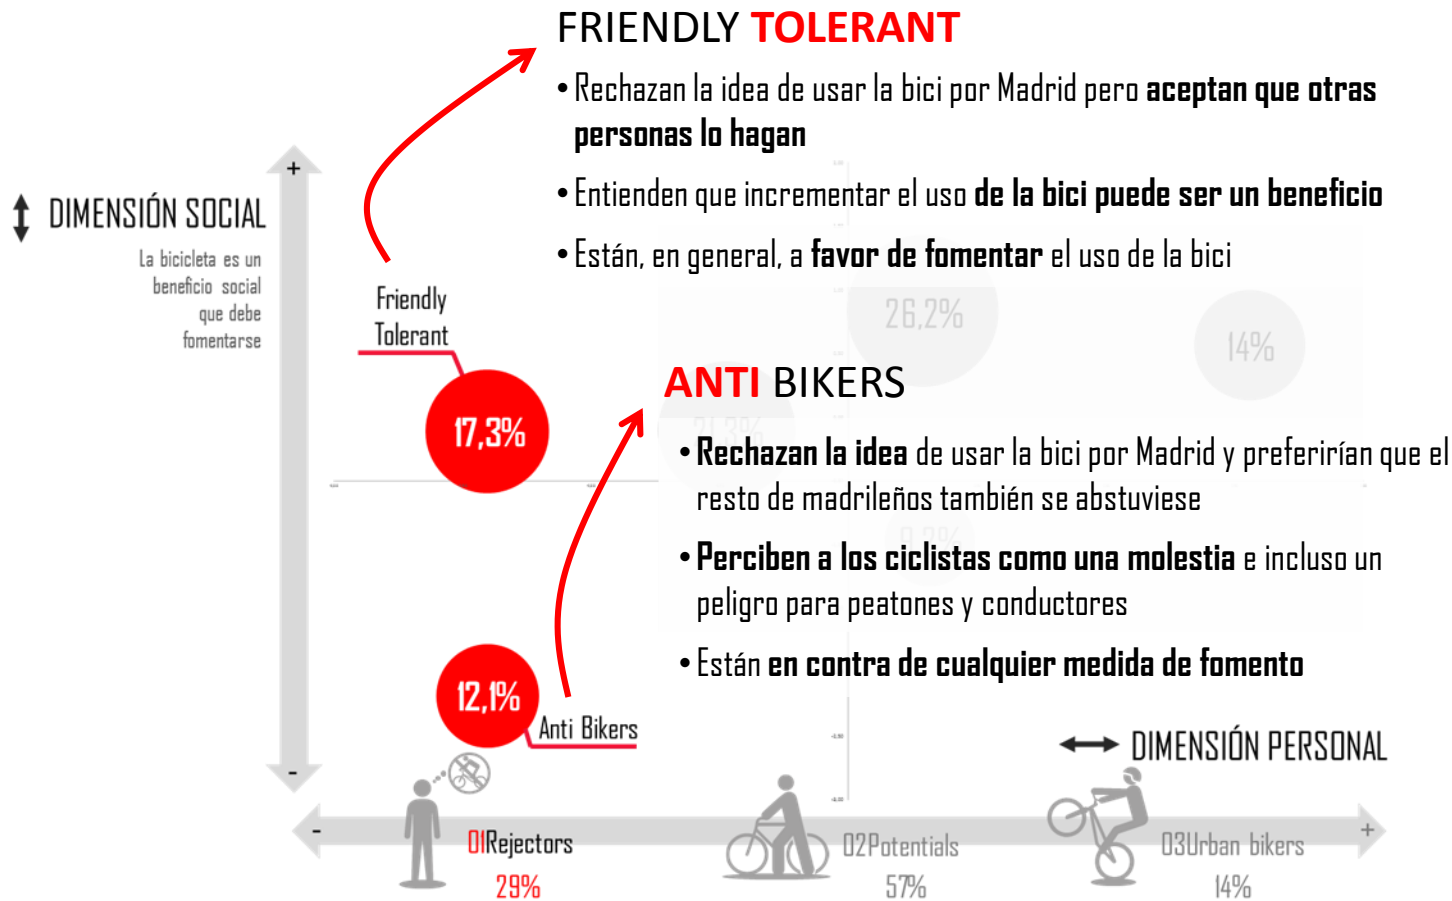 FRIENDLY TOLERANT
• Rechazan la idea de usar la bici por Madrid pero aceptan que otras
personas lo hagan
• Entienden que incrementar el uso de la bici puede ser un beneficio
• Están, en general, a favor de fomentar el uso de la bici
+
DIMENSIÓN SOCIAL
La bicicleta es un
beneficio social
que debe
fomentarse
Friendly
Tolerant
17,3%
26,2%
14%
21,3%
ANTI BIKERS
• Rechazan la idea de usar la bici por Madrid y preferirían que el
resto de madrileños también se abstuviese
• Perciben a los ciclistas como una molestia e incluso un
peligro para peatones y conductores
• Están en contra de cualquier medida de fomento
12,1%
Anti Bikers
-
DIMENSIÓN PERSONAL
-
+
01Rejectors
29%
02Potentials
57%
03Urban bikers
14%